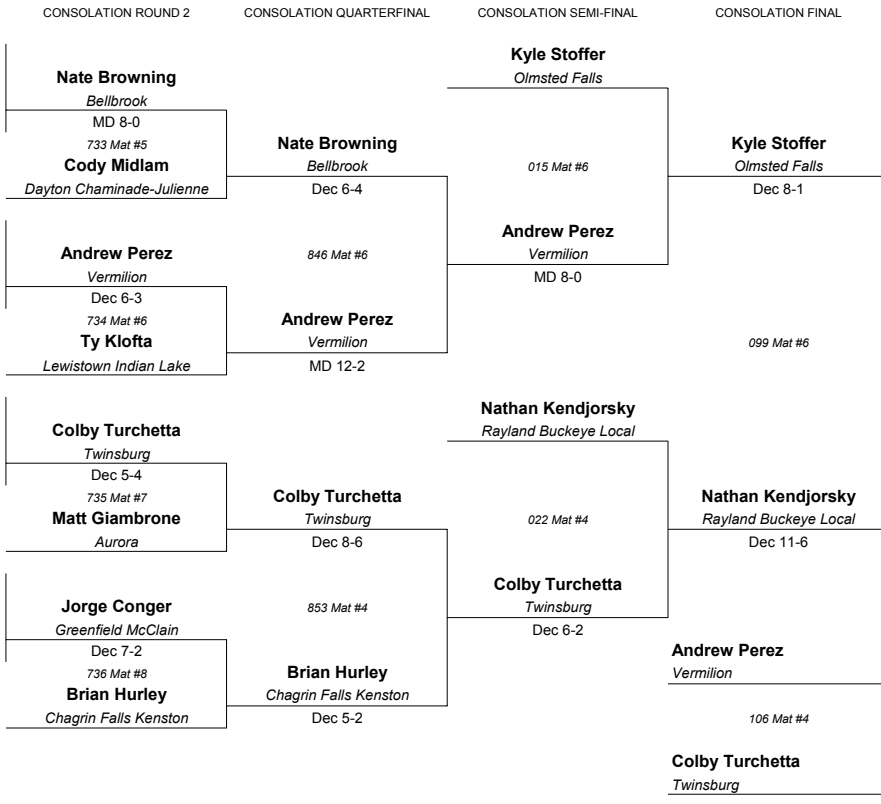 CONSOLATION ROUND 2
CONSOLATION QUARTERFINAL
CONSOLATION SEMI-FINAL
CONSOLATION FINAL
Nate Browning
Bellbrook
MD 8-0
733 Mat #5
Cody Midlam
Dayton Chaminade-Julienne
Andrew Perez
Vermilion
Dec 6-3
734 Mat #6
Ty Klofta
Lewistown Indian Lake
Colby Turchetta
Twinsburg
Dec 5-4
735 Mat #7
Matt Giambrone
Aurora
Jorge Conger
Greenfield McClain
Dec 7-2
736 Mat #8
Brian Hurley
Chagrin Falls Kenston
Nate Browning
Bellbrook
Dec 6-4
846 Mat #6
Andrew Perez
Vermilion
MD 12-2
Colby Turchetta
Twinsburg
Dec 8-6
853 Mat #4
Brian Hurley
Chagrin Falls Kenston
Dec 5-2
Kyle Stoffer
Olmsted Falls
015 Mat #6
Andrew Perez
Vermilion
MD 8-0
Nathan Kendjorsky
Rayland Buckeye Local
022 Mat #4
Colby Turchetta
Twinsburg
Dec 6-2
Kyle Stoffer
Olmsted Falls
Dec 8-1
099 Mat #6
Nathan Kendjorsky
Rayland Buckeye Local
Dec 11-6
Andrew Perez
Vermilion
106 Mat #4
Colby Turchetta
Twinsburg